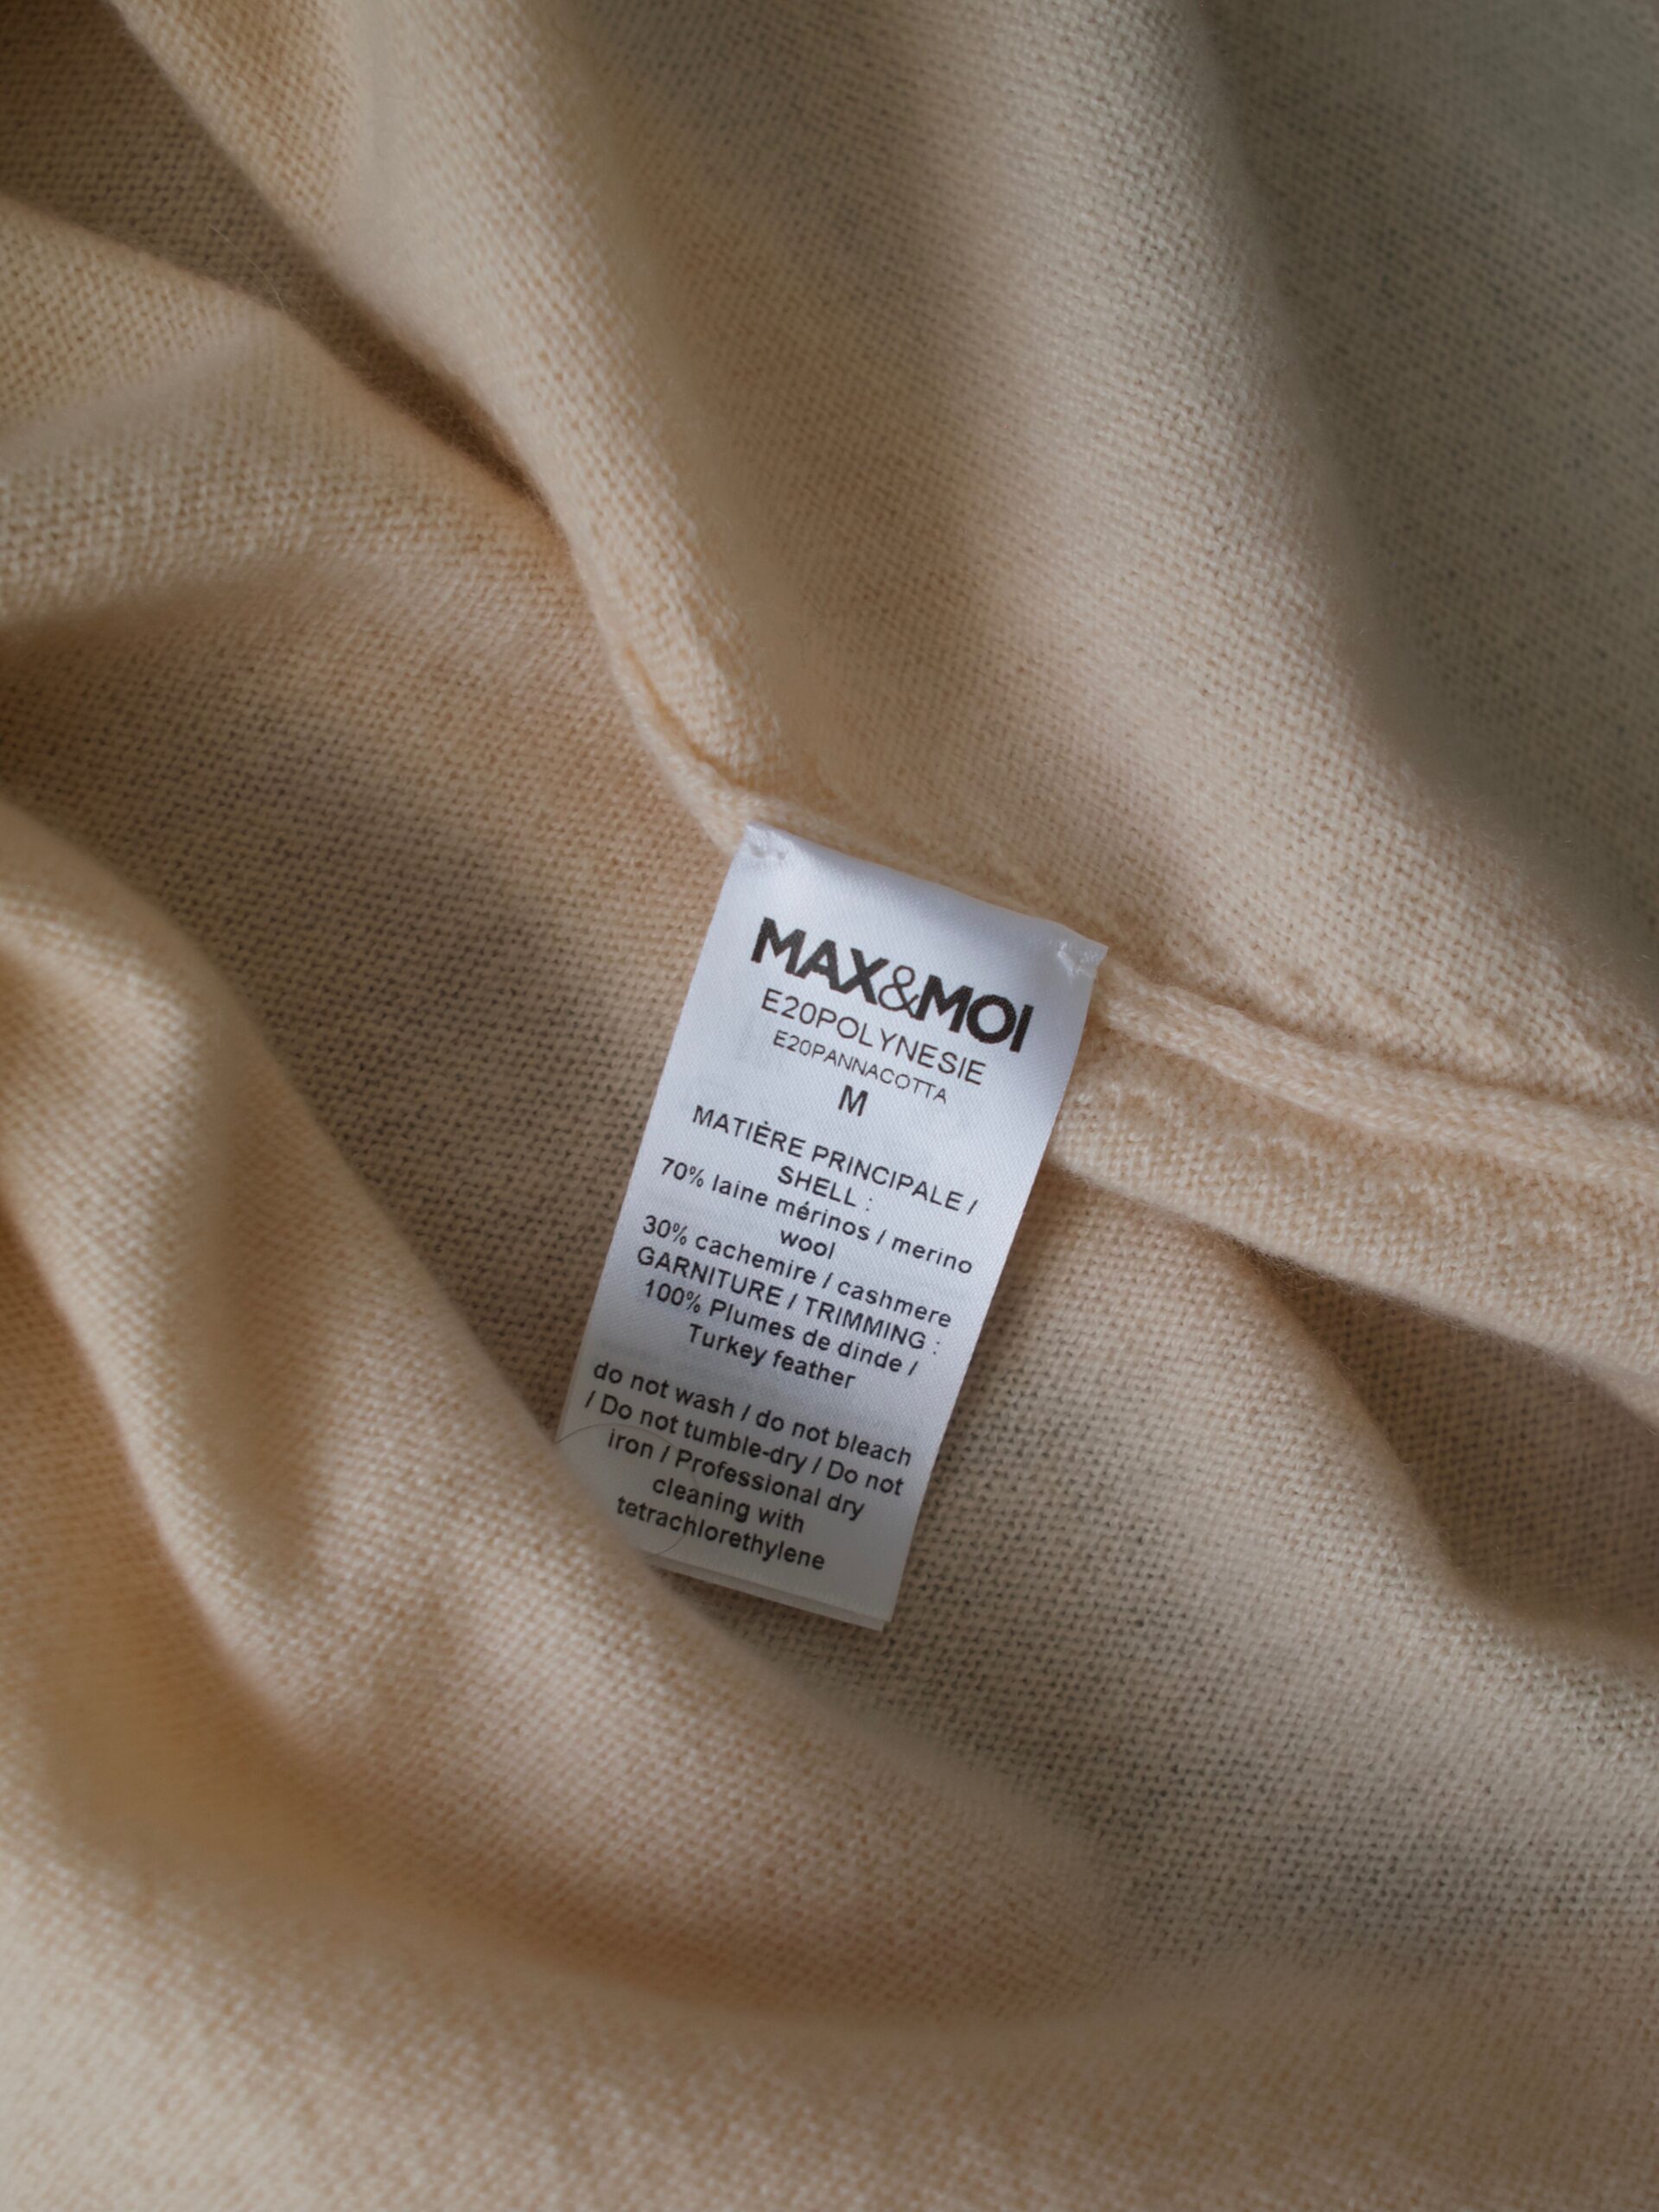 MAX&MOI
E20POLYNESIE
E20PANNACOTTA
M
MATIÈRE PRINCIPALE /
SHELL :
70% laine mérinos / merino
wool
30% cachemire / cashmere
GARNITURE / TRIMMING :
100% Plumes de dinde /
Turkey feather
do not wash / do not bleach
/ Do not tumble-dry / Do not
iron / Professional dry
cleaning with
tetrachlorethylene